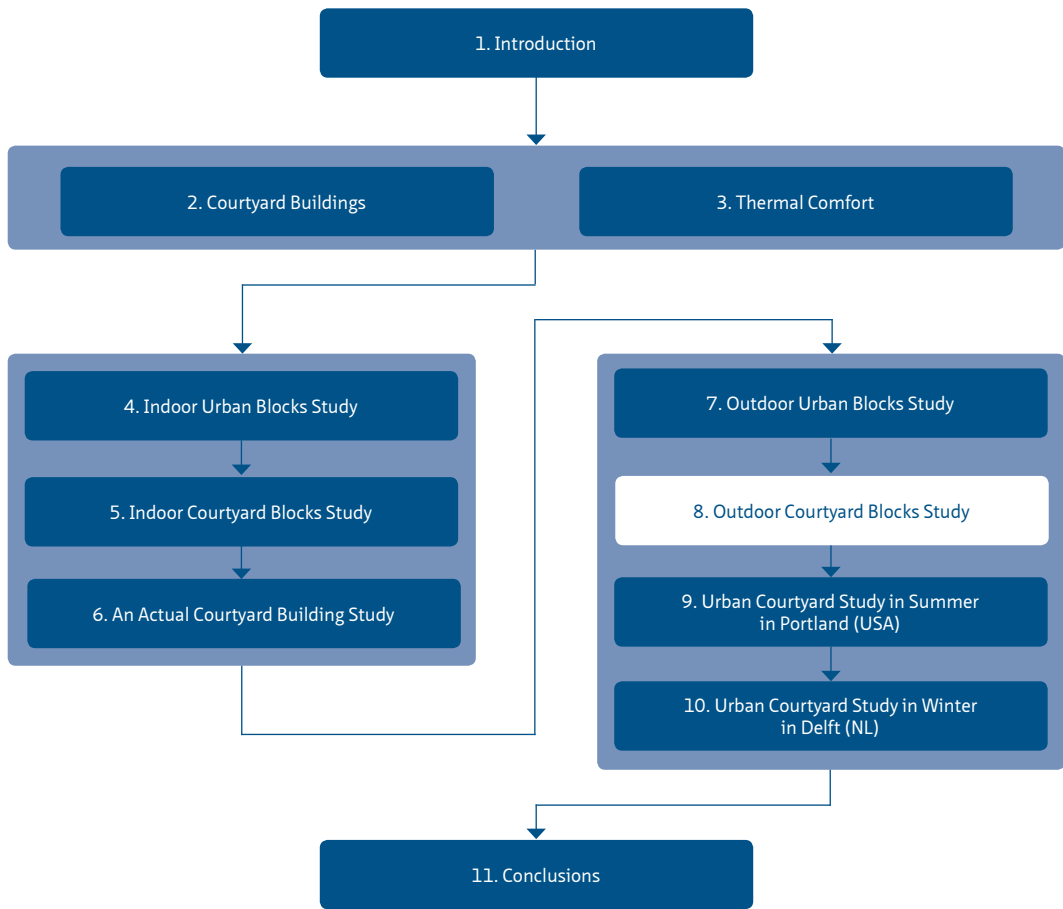 1. Introduction
2. Courtyard Buildings
3. Thermal Comfort
4. Indoor Urban Blocks Study
5. Indoor Courtyard Blocks Study
6. An Actual Courtyard Building Study
7. Outdoor Urban Blocks Study
8. Outdoor Courtyard Blocks Study
9. Urban Courtyard Study in Summer
in Portland (USA)
10. Urban Courtyard Study in Winter
in Delft (NL)
11. Conclusions